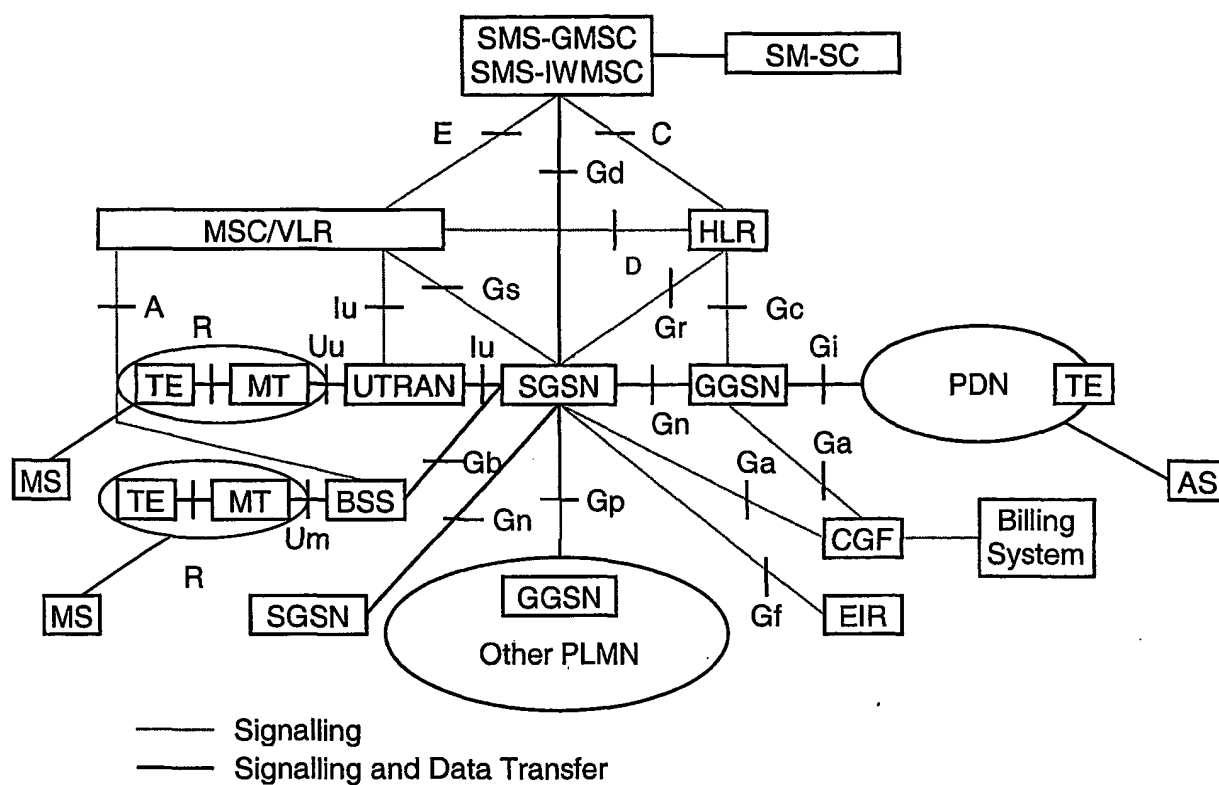 SMS-GMSC
SMS-IWMSC
SM-SC
E
C
Gd
MSC/VLR
HLR
D
A
Iu
Gs
Gr
Gc
R
Uu
Iu
Gi
TE
MT
UTRAN
SGSN
GGSN
PDN
TE
Gn
MS
Gb
Ga
Ga
AS
TE
MT
BSS
Gn
Gp
Um
CGF
Billing
System
R
MS
SGSN
GGSN
Gf
EIR
Other PLMN
Signalling
Signalling and Data Transfer